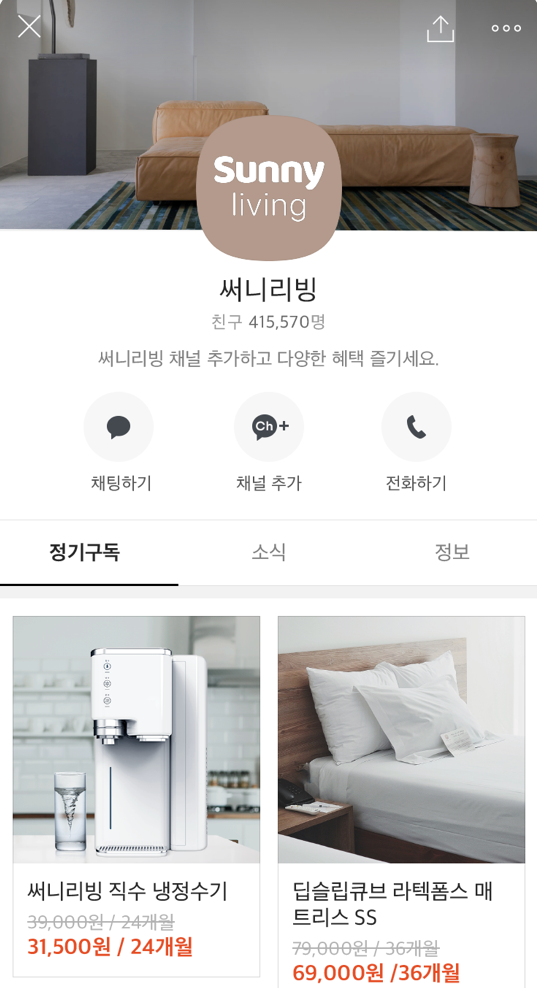 Sunny
living
써니리빙
친구 415,570명
써니리빙 채널 추가하고 다양한 혜택 즐기세요.
채팅하기
Ch+
채널 추가
전화하기
정기구독
소식
정보
써니리빙 직수 냉정수기
39,000원 / 24개월
31,500원 / 24개월
딥슬립큐브 라텍폼스 매
트리스 SS
79,000원 / 36개월
69,000원 /36개월